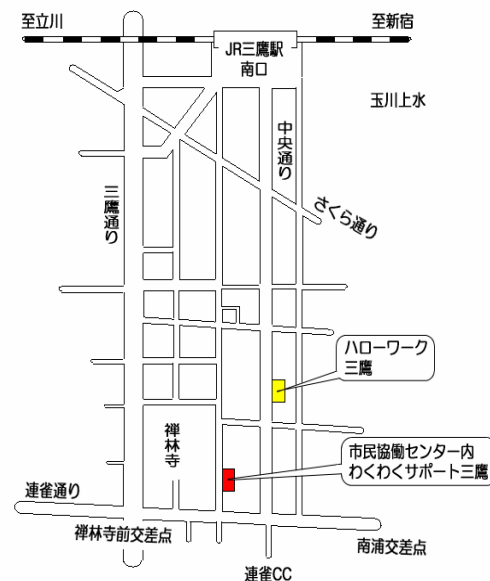 至立川
至新宿
JR三鷹駅
南口
玉川上水
中央通り
三鷹通り
さくら通り
ハローワーク
三鷹
禅林寺
市民協働センター内
わくわくサポート三鷹
連雀通り
禅林寺前交差点
南浦交差点
連雀CC